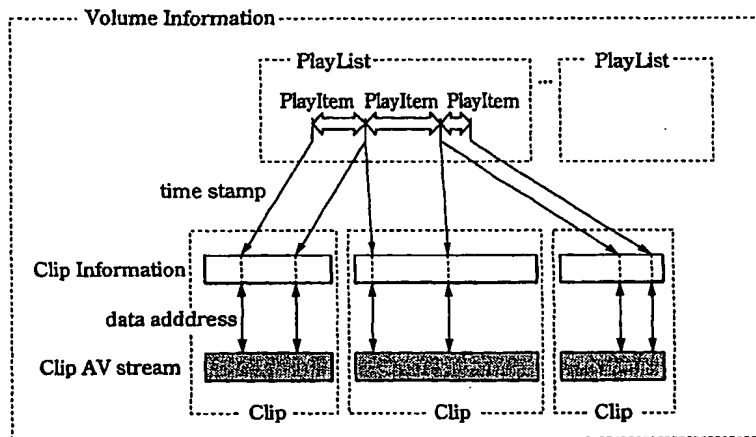 Volume Information
PlayList
...
PlayList
PlayItem PlayItem PlayItem
time stamp
Clip Information
data adddress
Clip AV stream
Clip
Clip
Clip